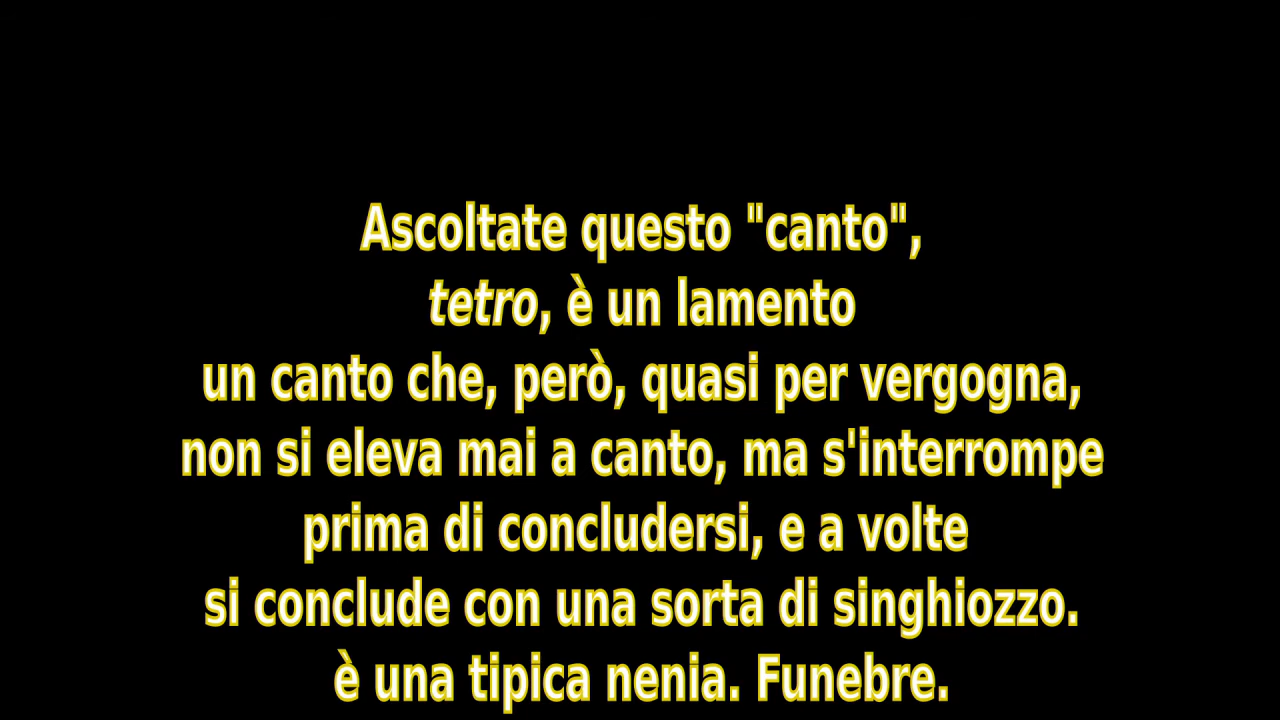 Ascoltate questo "canto",
tetro, è un lamento
un canto che, però, quasi per vergogna,
non si eleva mai a canto, ma s'interrompe
prima di concludersi, e a volte
si conclude con una sorta di singhiozzo.
è una tipica nenia. Funebre.